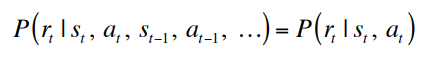 P(r_t | s_t, a_t, s_{t-1}, a_{t-1}, ...) = P(r_t | s_t, a_t)